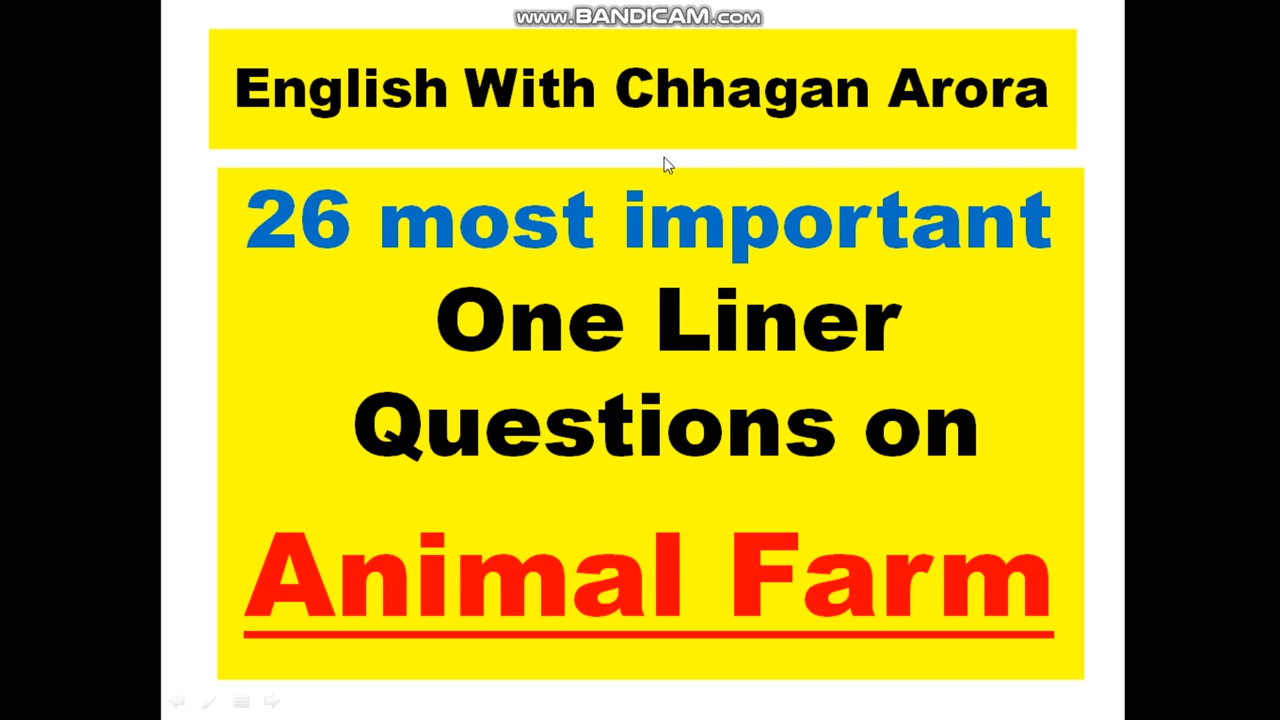 www.BANDICAM.com
English With Chhagan Arora
26 most important
One Liner
Questions on
Animal Farm